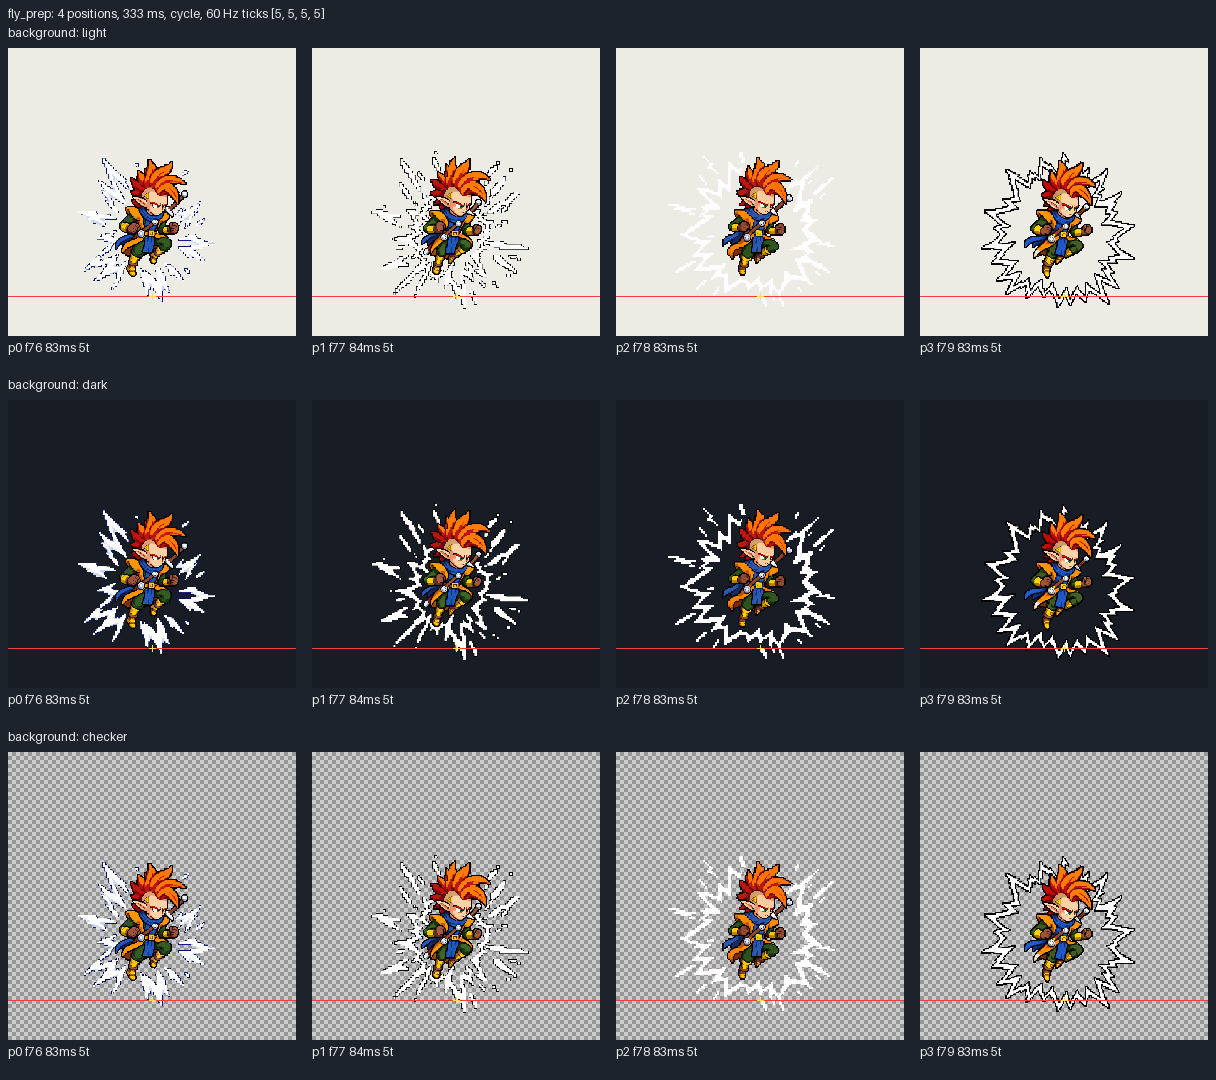 fly_prep: 4 positions, 333 ms, cycle, 60 Hz ticks [5, 5, 5, 5]
background: light
p0 f76 83ms 5t
p1 f77 84ms 5t
p2 f78 83ms 5t
p3 f79 83ms 5t
background: dark
p0 f76 83ms 5t
p1 f77 84ms 5t
p2 f78 83ms 5t
p3 f79 83ms 5t
background: checker
p0 f76 83ms 5t
p1 f77 84ms 5t
p2 f78 83ms 5t
p3 f79 83ms 5t